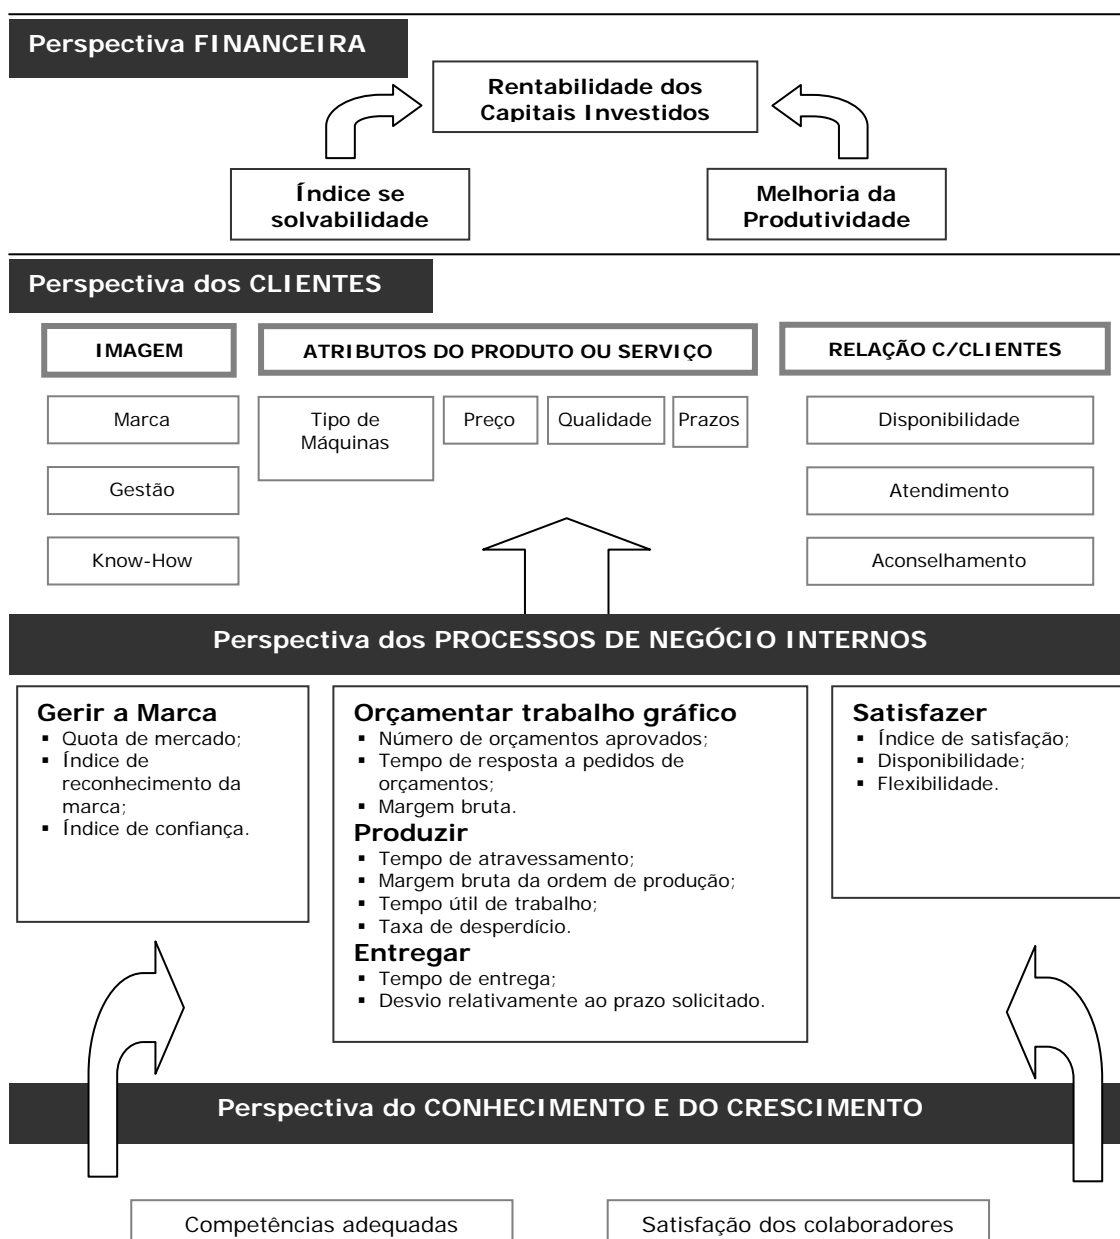 Perspectiva FINANCEIRA
Rentabilidade dos
Capitais Investidos
Índice se
solvabilidade
Melhoria da
Produtividade
Perspectiva dos CLIENTES
IMAGEM
ATRIBUTOS DO PRODUTO OU SERVIÇO
RELAÇÃO C/CLIENTES
Marca
Tipo de
Máquinas
Preço
Qualidade
Prazos
Disponibilidade
Gestão
Atendimento
Know-How
Aconselhamento
Perspectiva dos PROCESSOS DE NEGÓCIO INTERNOS
Gerir a Marca
▪ Quota de mercado;
▪ Índice de
reconhecimento da
marca;
▪ Índice de confiança.
Orçamentar trabalho gráfico
▪ Número de orçamentos aprovados;
▪ Tempo de resposta a pedidos de
orçamentos;
▪ Margem bruta.
Produzir
▪ Tempo de atravessamento;
▪ Margem bruta da ordem de produção;
▪ Tempo útil de trabalho;
▪ Taxa de desperdício.
Entregar
▪ Tempo de entrega;
▪ Desvio relativamente ao prazo solicitado.
Satisfazer
▪ Índice de satisfação;
▪ Disponibilidade;
▪ Flexibilidade.
Perspectiva do CONHECIMENTO E DO CRESCIMENTO
Competências adequadas
Satisfação dos colaboradores